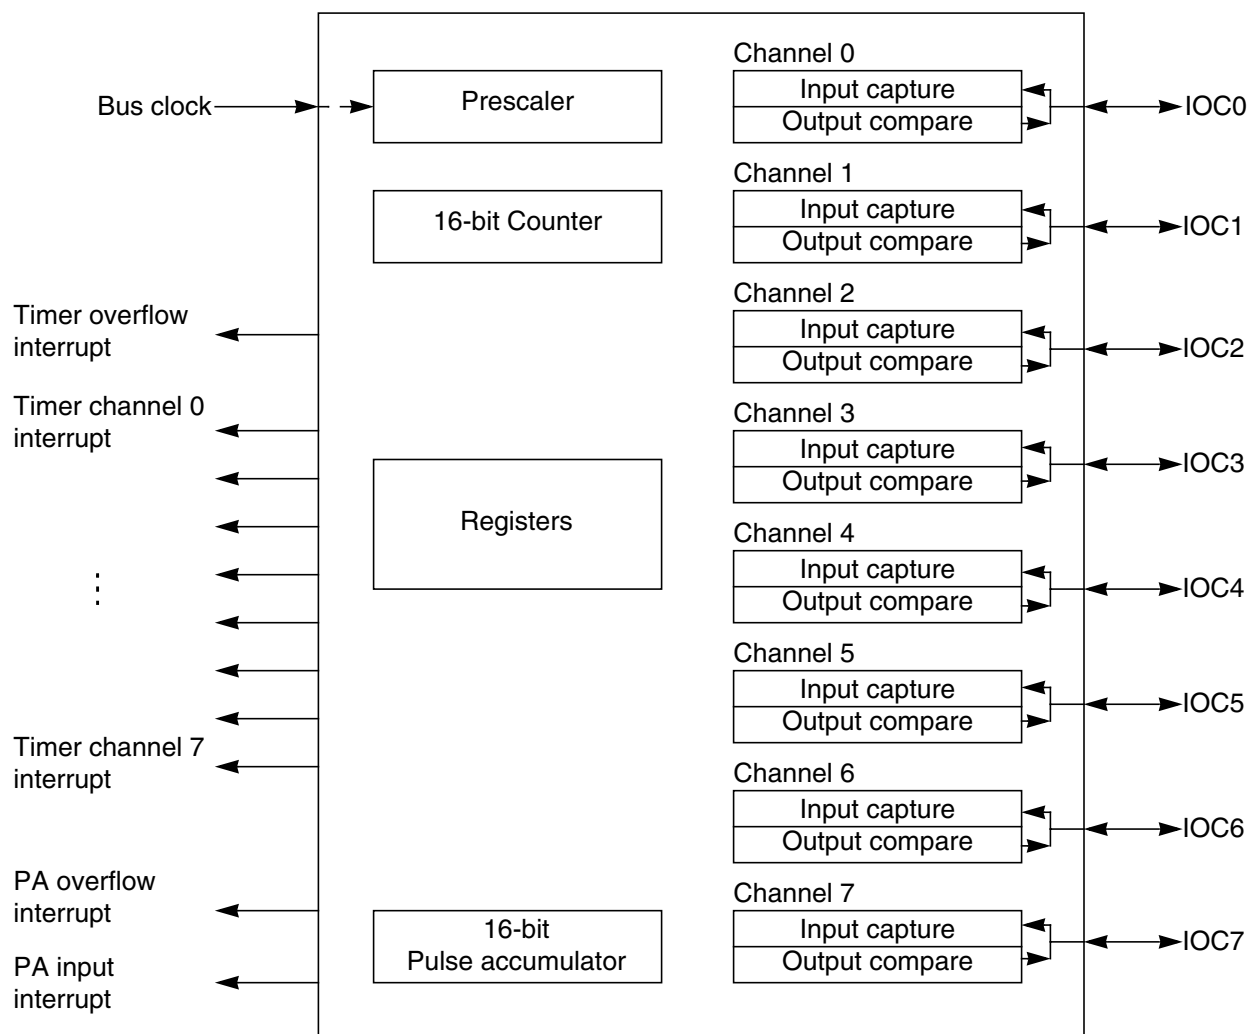 Bus clock
Timer overflow
interrupt
Timer channel 0
interrupt
Timer channel 7
interrupt
PA overflow
interrupt
PA input
interrupt
Prescaler
16-bit Counter
Registers
16-bit
Pulse accumulator
Channel 0
Input capture
Output compare
IOC0
Channel 1
Input capture
Output compare
IOC1
Channel 2
Input capture
Output compare
IOC2
Channel 3
Input capture
Output compare
IOC3
Channel 4
Input capture
Output compare
IOC4
Channel 5
Input capture
Output compare
IOC5
Channel 6
Input capture
Output compare
IOC6
Channel 7
Input capture
Output compare
IOC7